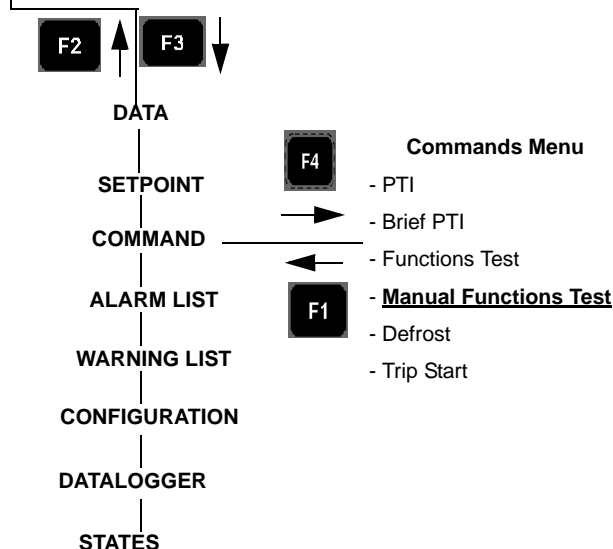 F2
F3
DATA
SETPOINT
COMMAND
ALARM LIST
WARNING LIST
CONFIGURATION
DATALOGGER
STATES
F4
F1
Commands Menu
- PTI
- Brief PTI
- Functions Test
- Manual Functions Test
- Defrost
- Trip Start